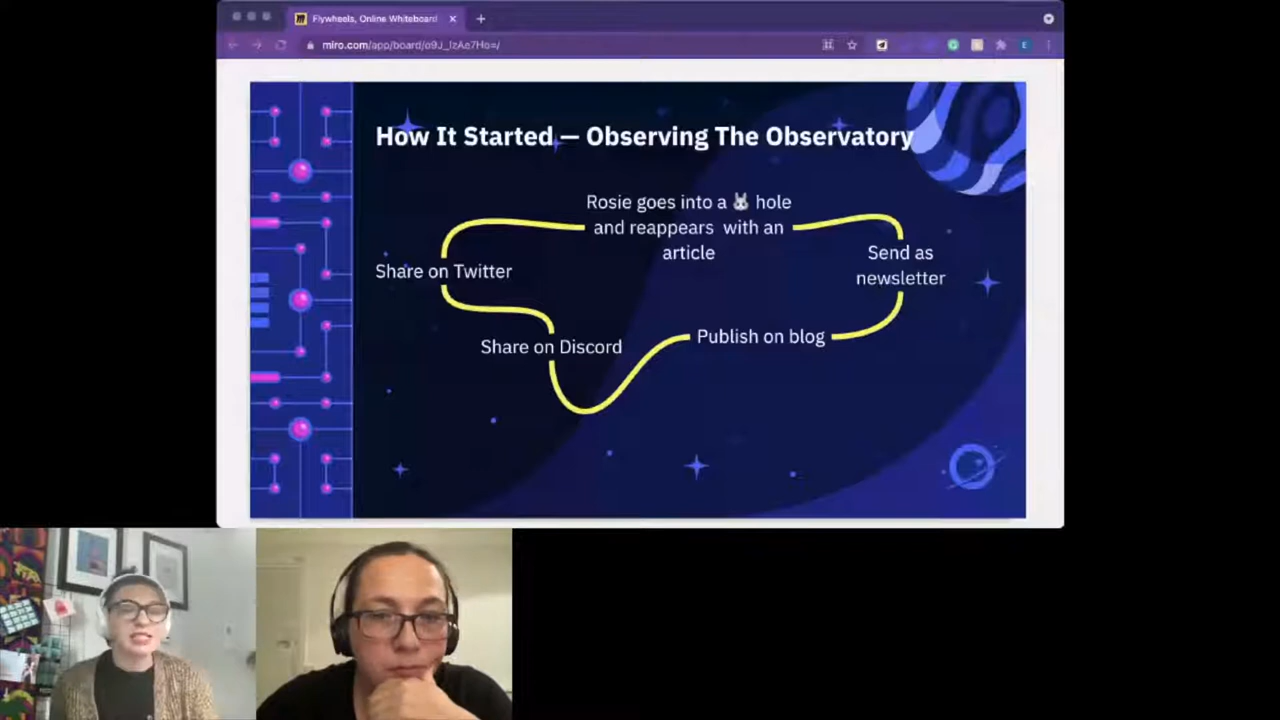 Flywheels, Online Whiteboard
miro.com/app/board/o9J_lzAe7Ho=/
How It Started — Observing The Observatory
Rosie goes into a 🐰 hole
and reappears with an
article
Send as
newsletter
Share on Twitter
Publish on blog
Share on Discord